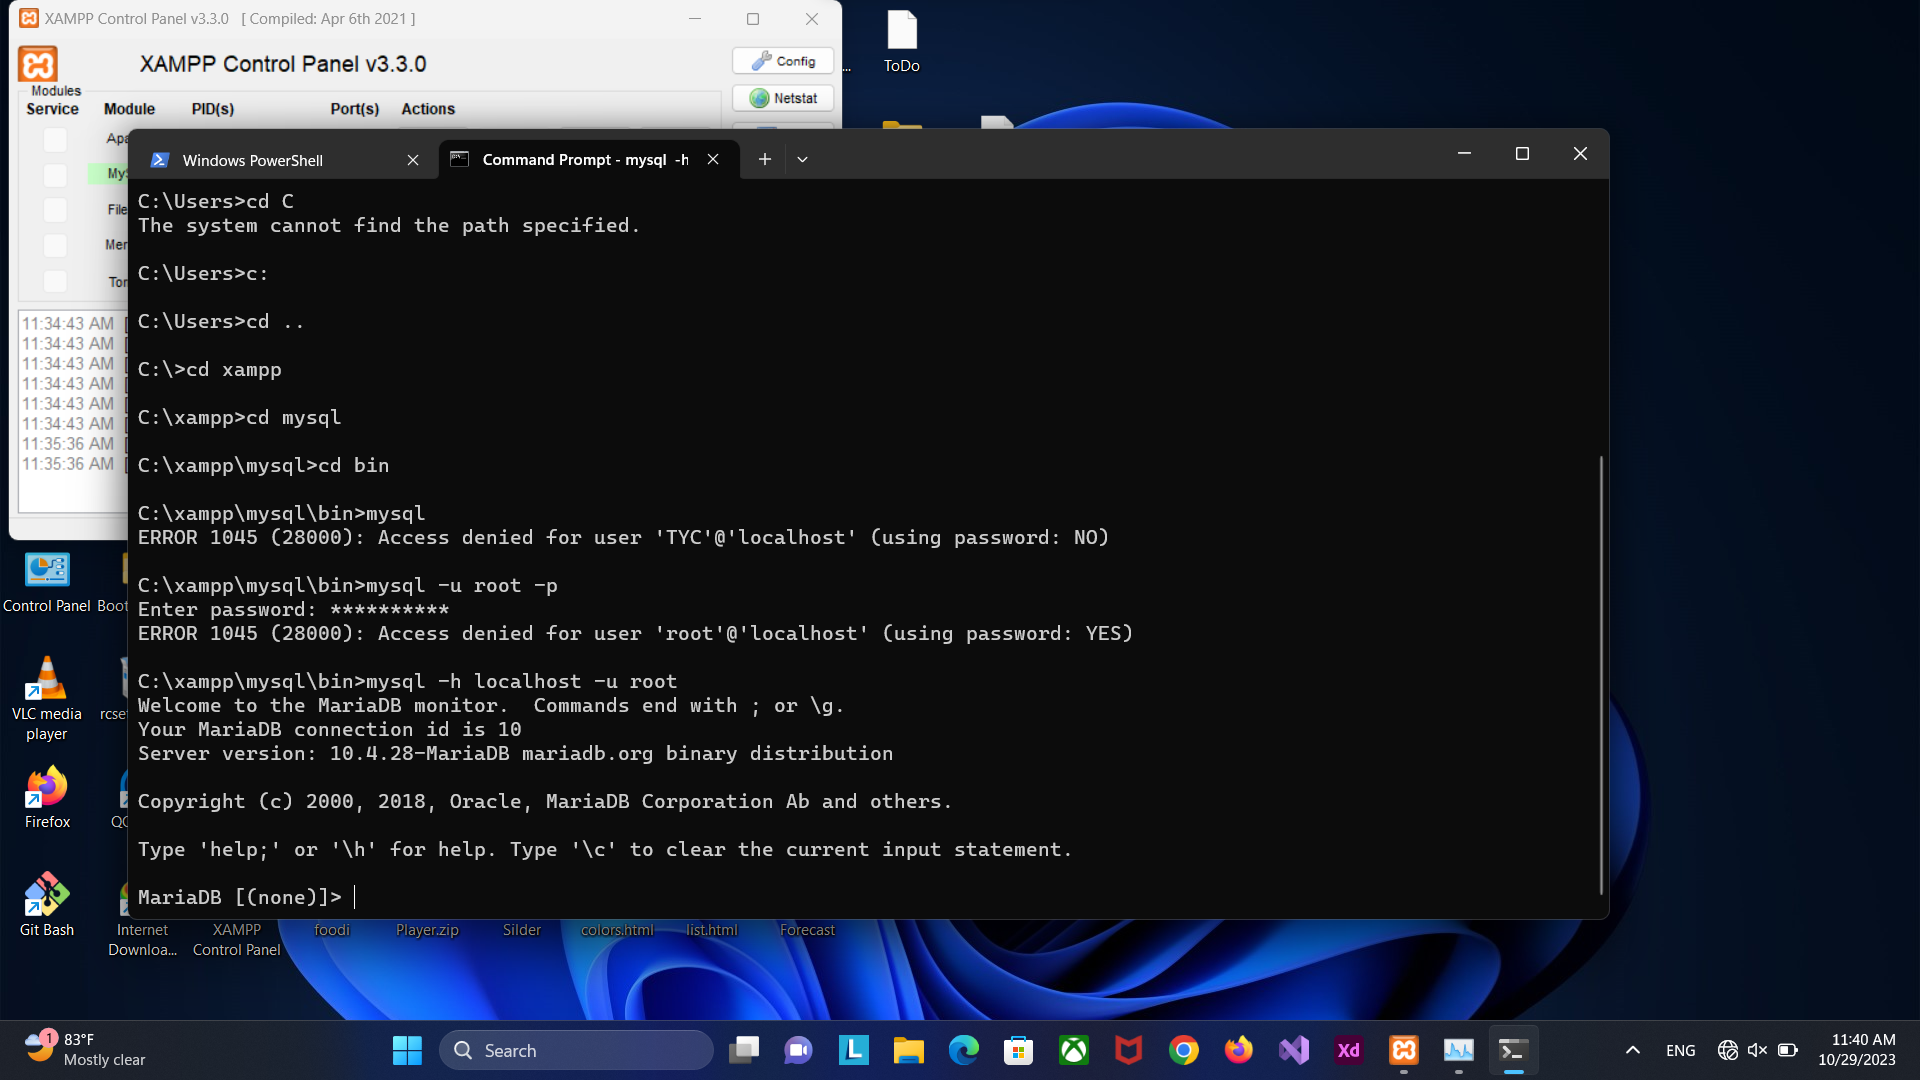 XAMPP Control Panel v3.3.0 [ Compiled: Apr 6th 2021 ]
XAMPP Control Panel v3.3.0
Config
Modules
Service Module PID(s) Port(s) Actions
Netstat
...
ToDo
Apa
MyS
File
Mer
Tom
11:34:43 AM [
11:34:43 AM [
11:34:43 AM [
11:34:43 AM [
11:34:43 AM [
11:34:43 AM [
11:35:36 AM [
11:35:36 AM [
Windows PowerShell
Command Prompt - mysql -h
C:\Users>cd C
The system cannot find the path specified.
C:\Users>c:
C:\Users>cd ..
C:\>cd xampp
C:\xampp>cd mysql
C:\xampp\mysql>cd bin
C:\xampp\mysql\bin>mysql
ERROR 1045 (28000): Access denied for user 'TYC'@'localhost' (using password: NO)
C:\xampp\mysql\bin>mysql -u root -p
Enter password: **********
ERROR 1045 (28000): Access denied for user 'root'@'localhost' (using password: YES)
C:\xampp\mysql\bin>mysql -h localhost -u root
Welcome to the MariaDB monitor.  Commands end with ; or \g.
Your MariaDB connection id is 10
Server version: 10.4.28-MariaDB mariadb.org binary distribution
Copyright (c) 2000, 2018, Oracle, MariaDB Corporation Ab and others.
Type 'help;' or '\h' for help. Type '\c' to clear the current input statement.
MariaDB [(none)]>
Control Panel
Boot
VLC media
player
rcset
Firefox
QC
Git Bash
Internet
Downloa...
XAMPP
Control Panel
foodi
Player.zip
Silder
colors.html
list.html
Forecast
1
83°F
Mostly clear
Search
L
Xd
ENG
11:40 AM
10/29/2023